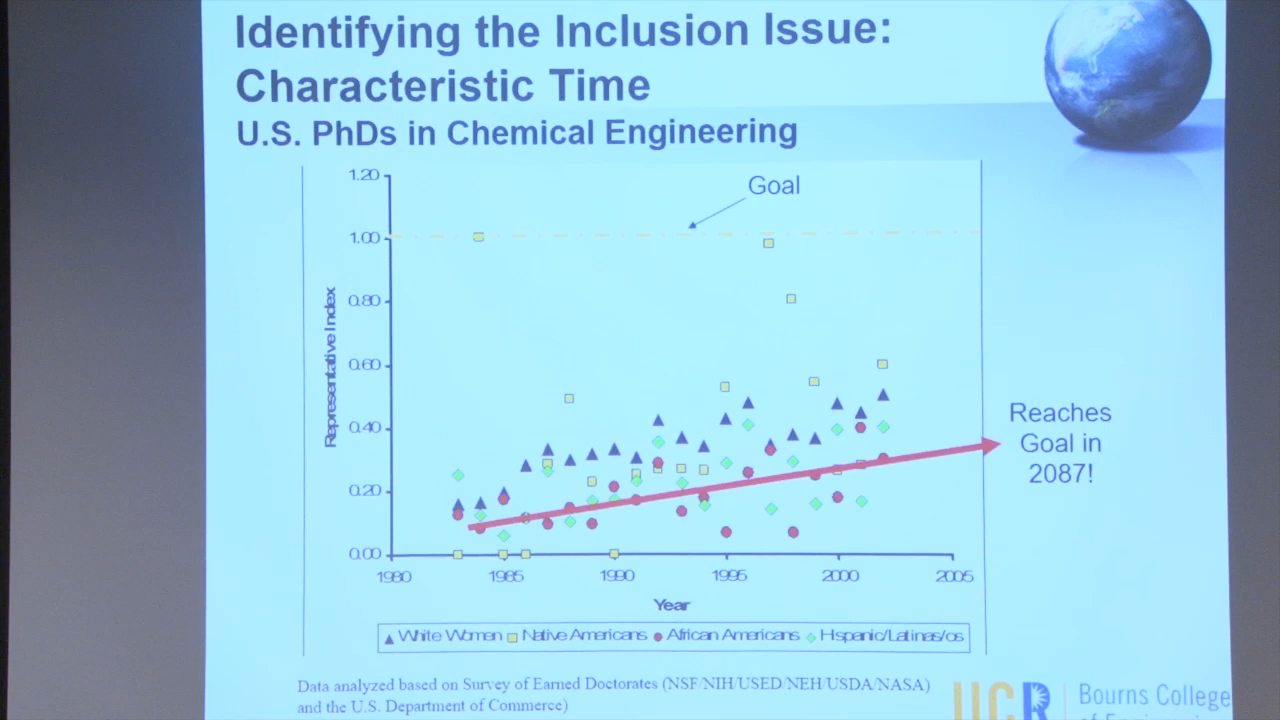 Identifying the Inclusion Issue:
Characteristic Time
U.S. PhDs in Chemical Engineering
1.20
Goal
1.00
0.80
0.60
0.40
0.20
0.00
Representative Index
Reaches
Goal in
2087!
1980 1985 1990 1995 2000 2005
Year
White Women Native Americans African Americans Hispanic/Latinas/os
Data analyzed based on Survey of Earned Doctorates (NSF/NIH/USED/NEH/USDA/NASA)
and the U.S. Department of Commerce)
UCR Bourns College